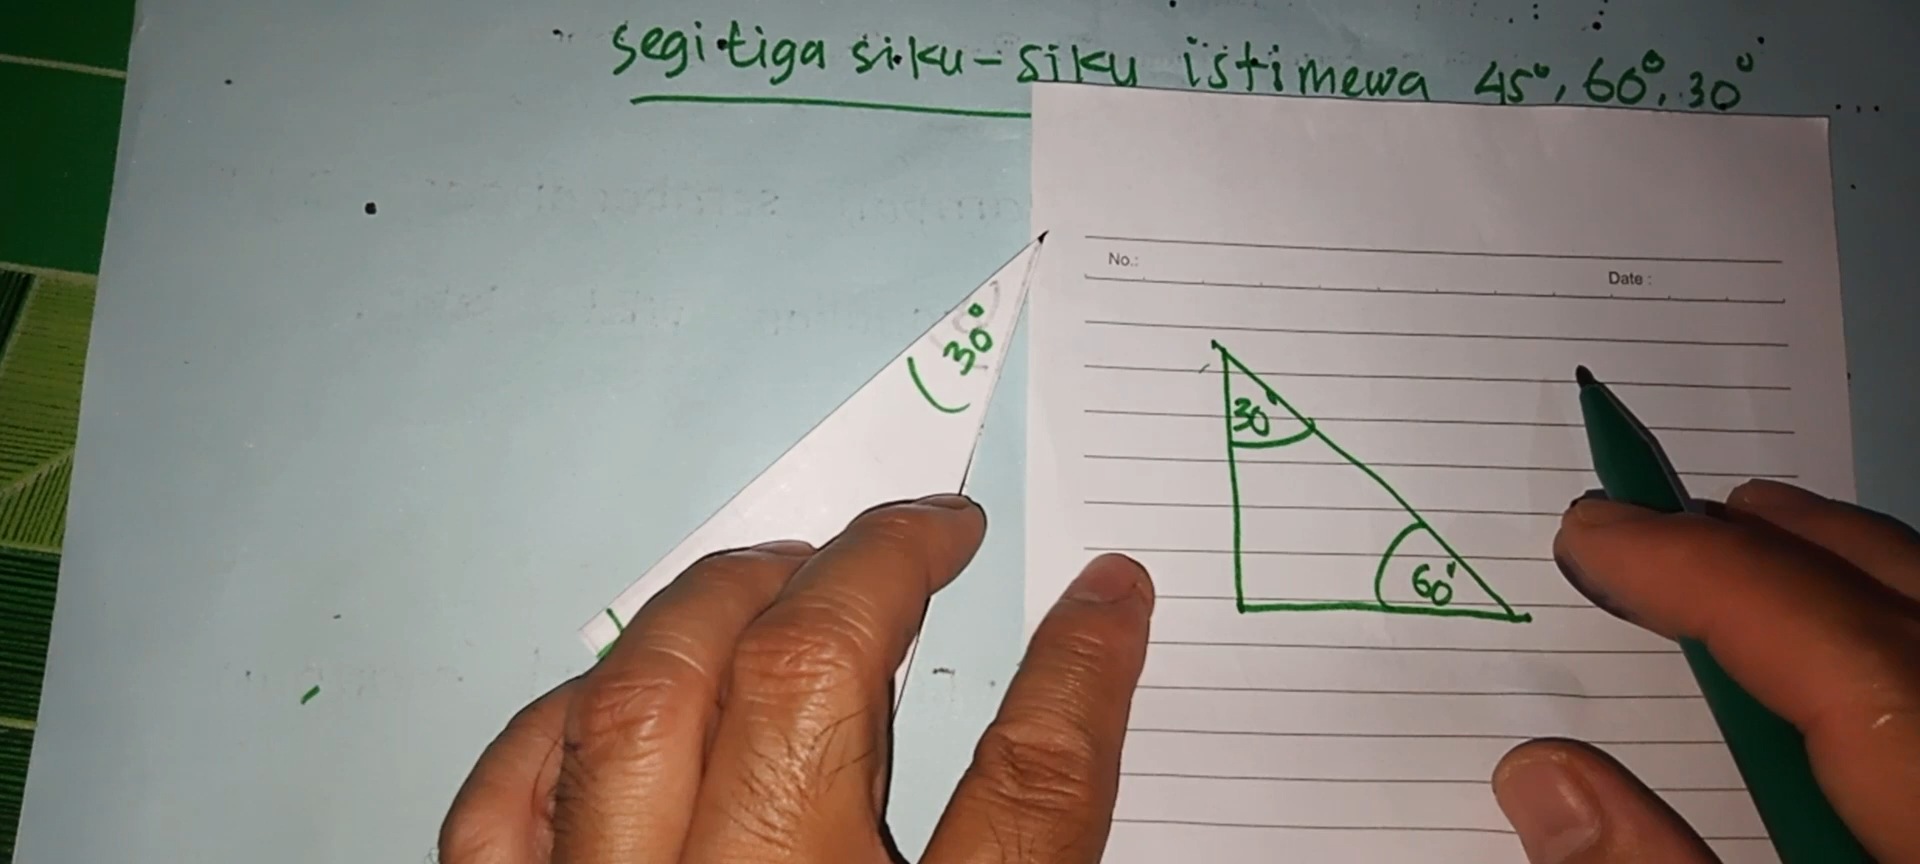 segitiga siku-siku istimewa 45°, 60°, 30°
30°
No.:
Date :
30°
60°